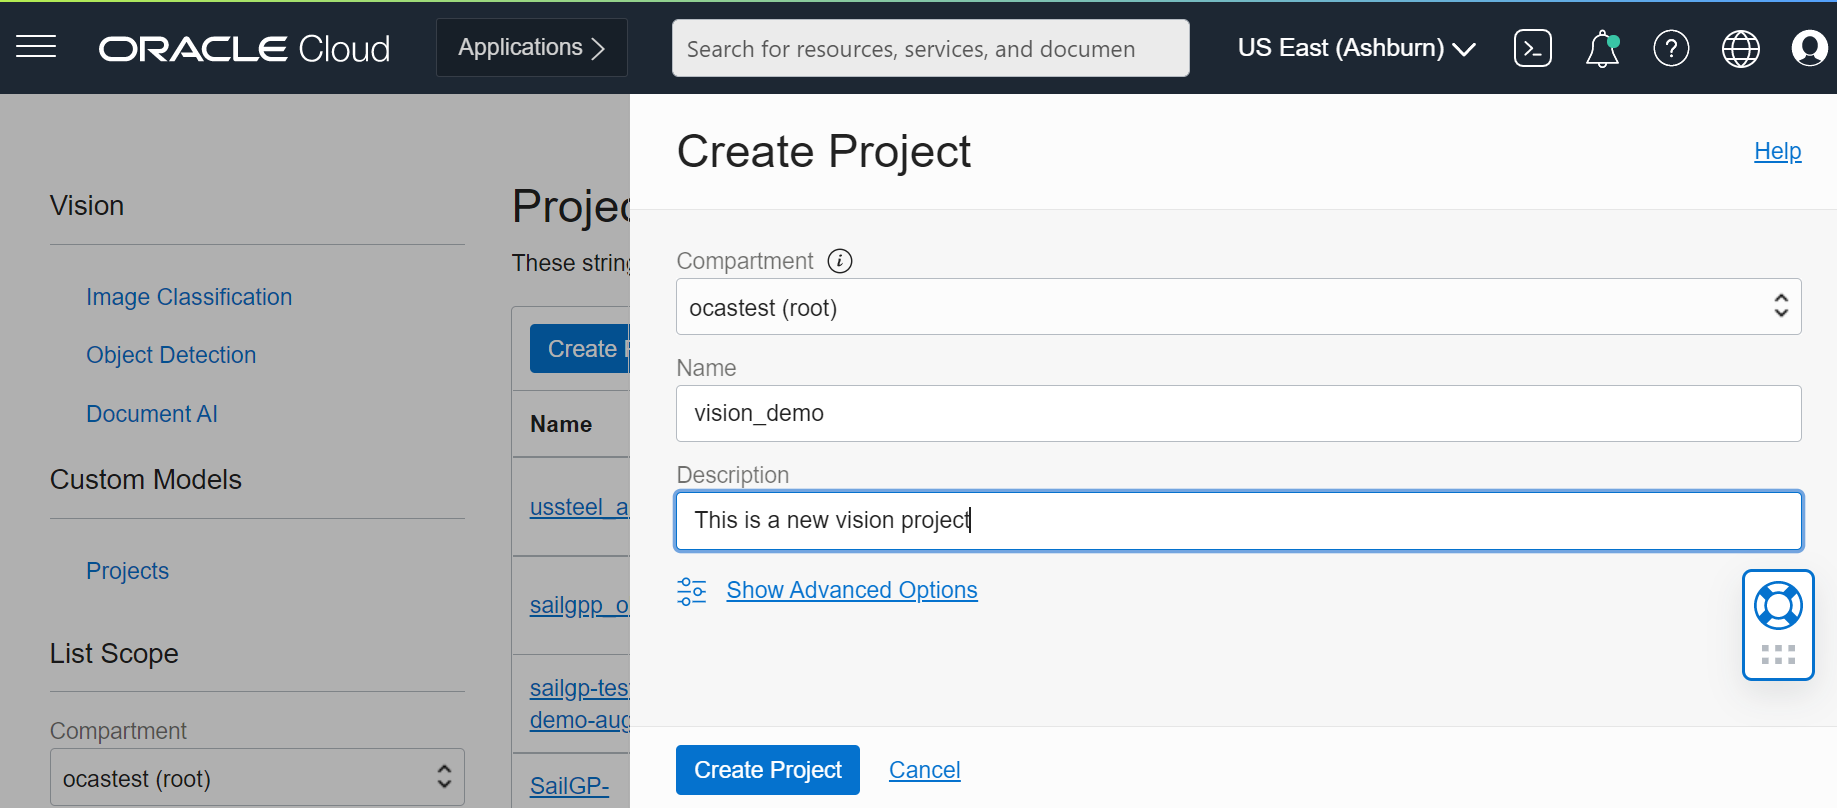 ORACLE Cloud
Applications
Search for resources, services, and documen
US East (Ashburn)
Vision
Image Classification
Object Detection
Document AI
Custom Models
Projects
List Scope
Compartment
ocastest (root)
Projec
These string
Create P
Name
ussteel_a
sailgpp_o
sailgp-test
demo-aug
SailGP-
Create Project
Help
Compartment
ocastest (root)
Name
vision_demo
Description
This is a new vision project
Show Advanced Options
Create Project
Cancel